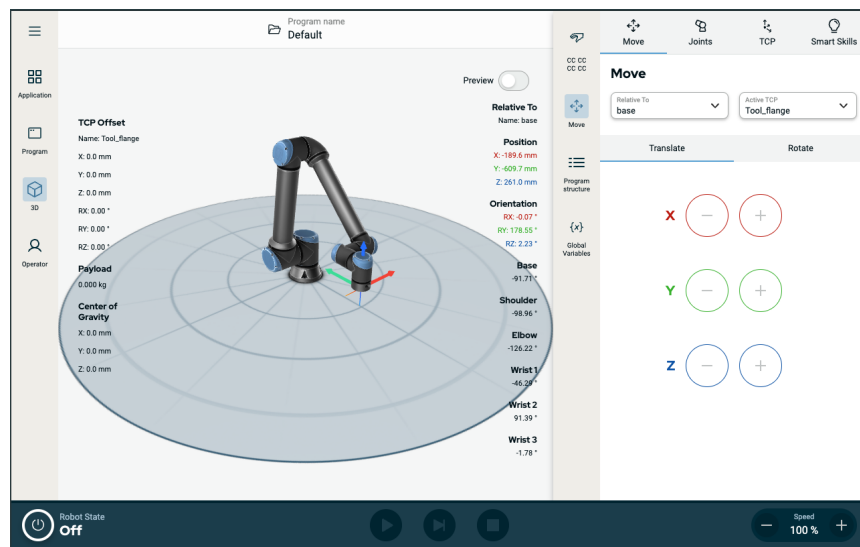 Program name
Default
Application
Program
3D
Operator
Preview
TCP Offset
Name: Tool_flange
X: 0.0 mm
Y: 0.0 mm
Z: 0.0 mm
RX: 0.00 °
RY: 0.00 °
RZ: 0.00 °
Payload
0.000 kg
Center of
Gravity
X: 0.0 mm
Y: 0.0 mm
Z: 0.0 mm
Relative To
Name: base
Position
X: -189.6 mm
Y: -609.7 mm
Z: 261.0 mm
Orientation
RX: -0.07 °
RY: 178.55 °
RZ: 2.23 °
Base
-91.71 °
Shoulder
-98.96 °
Elbow
-126.22 °
Wrist 1
-46.29 °
Wrist 2
91.39 °
Wrist 3
-1.78 °
CC CC
CC CC
Move
Program
structure
{x}
Global
Variables
Move
Joints
TCP
Smart Skills
Move
Relative To
base
Active TCP
Tool_flange
Translate
Rotate
X − +
Y − +
Z − +
Robot State
Off
Speed
− 100 % +